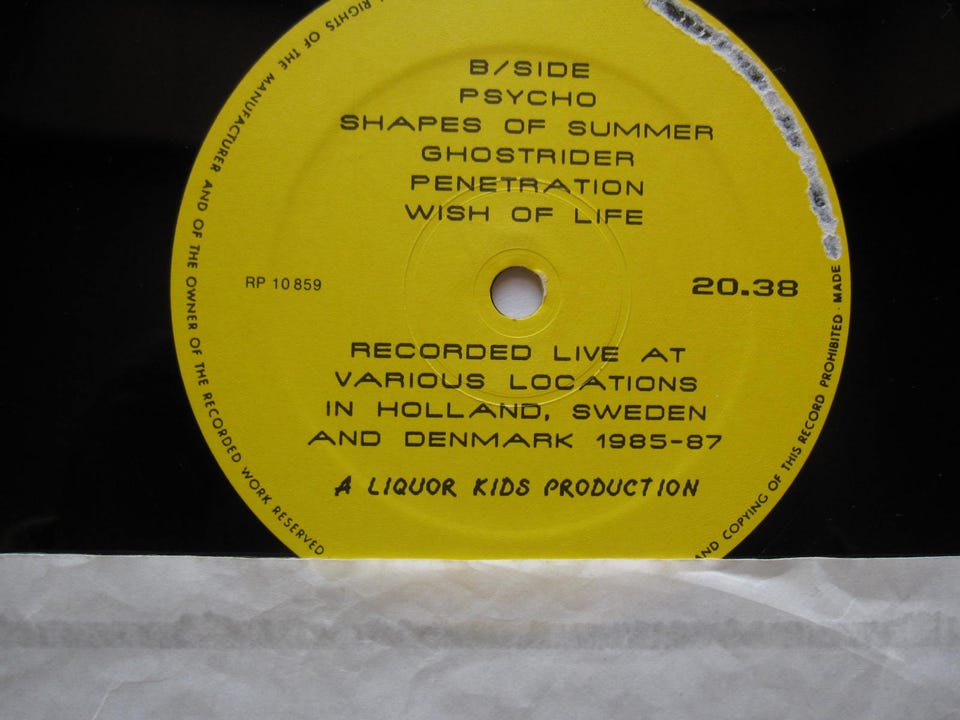 B/SIDE
PSYCHO
SHAPES OF SUMMER
GHOSTRIDER
PENETRATION
WISH OF LIFE
RP 10859
20.38
RECORDED LIVE AT
VARIOUS LOCATIONS
IN HOLLAND, SWEDEN
AND DENMARK 1985-87
A LIQUOR KIDS PRODUCTION
RIGHTS OF THE MANUFACTURER AND OF THE OWNER OF THE RECORDED WORK RESERVED
AND COPYING OF THIS RECORD PROHIBITED · MADE